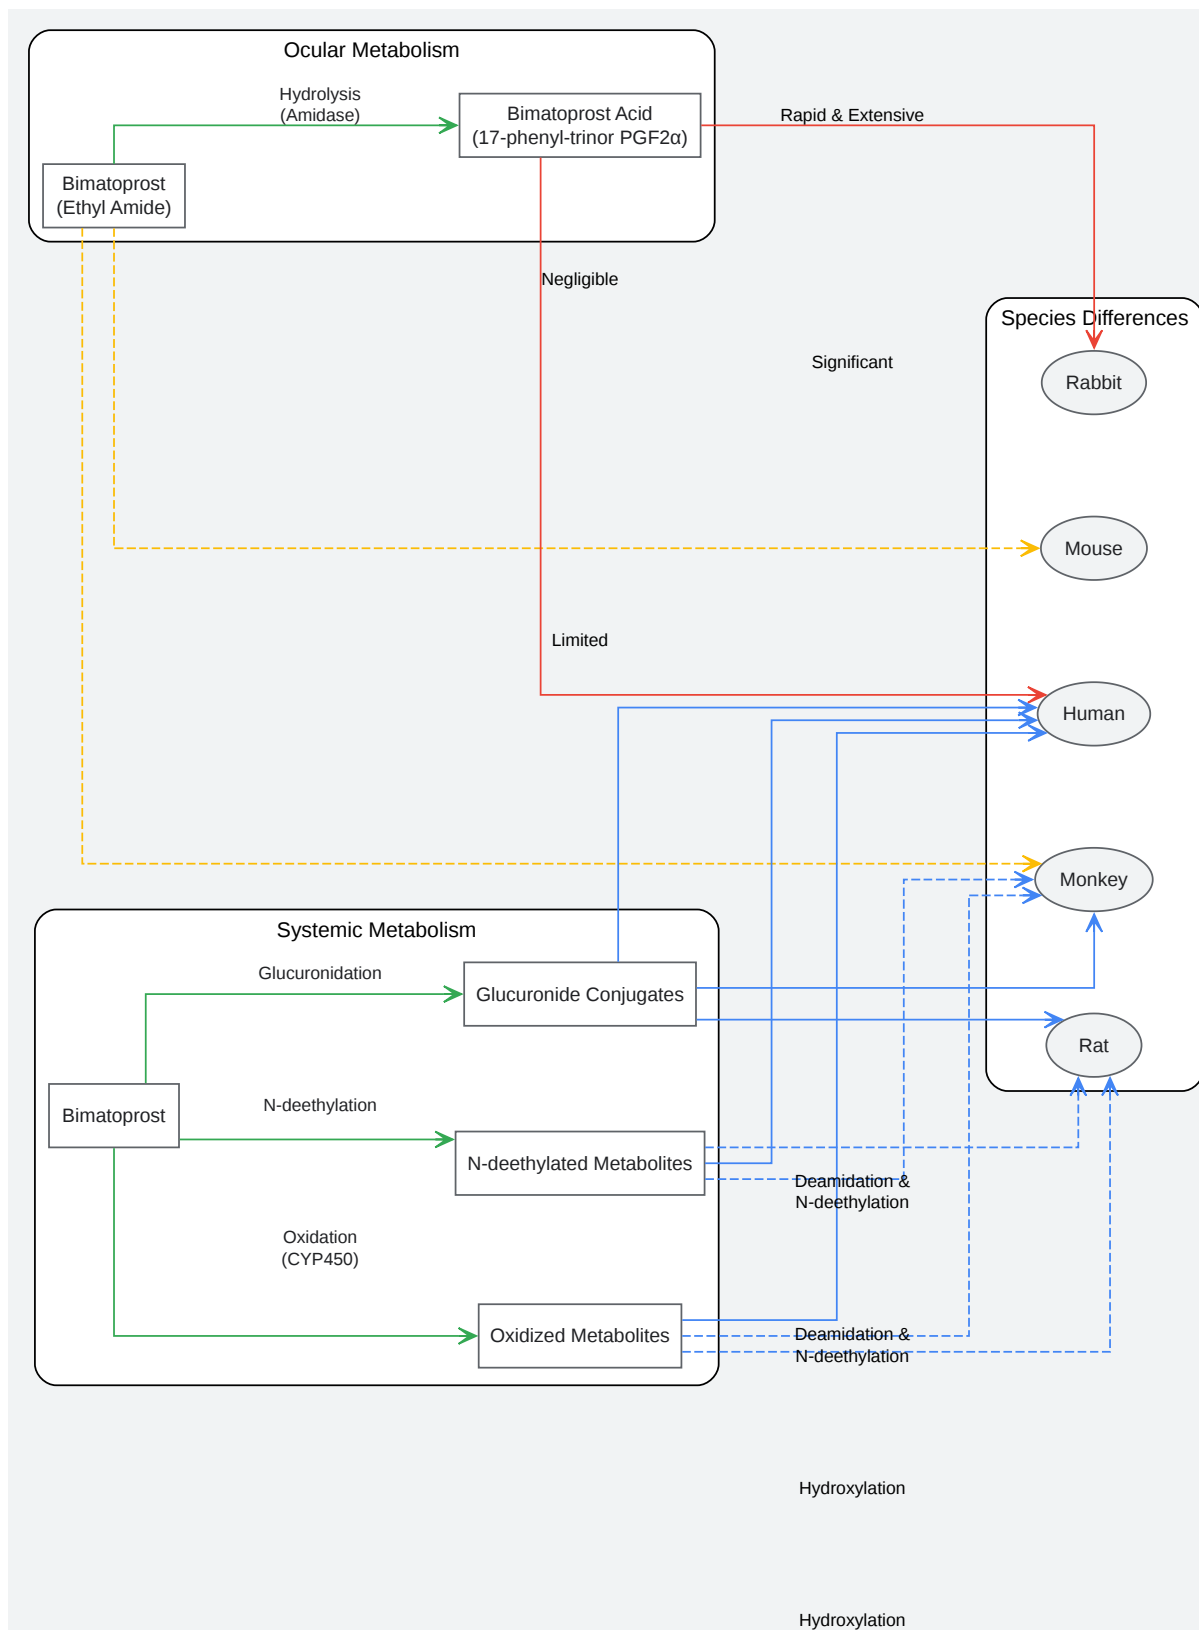 Ocular Metabolism
Hydrolysis
(Amidase)
Bimatoprost Acid
(17-phenyl-trinor PGF2α)
Rapid & Extensive
Bimatoprost
(Ethyl Amide)
Negligible
Species Differences
Significant
Rabbit
Mouse
Limited
Human
Monkey
Systemic Metabolism
Glucuronidation
Glucuronide Conjugates
Rat
Bimatoprost
N-deethylation
N-deethylated Metabolites
Deamidation &
N-deethylation
Oxidation
(CYP450)
Oxidized Metabolites
Deamidation &
N-deethylation
Hydroxylation
Hydroxylation